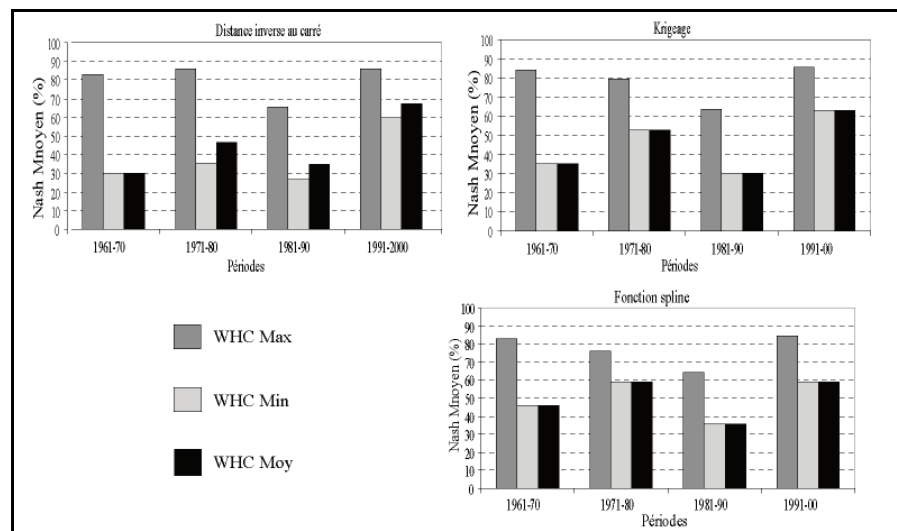 Distance inverse au carré
Nash Mnoyen (%)
100
90
80
70
60
50
40
30
20
10
0
1961-70 1971-80 1981-90 1991-2000
Périodes
Krigeage
Nash Mnoyen (%)
100
90
80
70
60
50
40
30
20
10
0
1961-70 1971-80 1981-90 1991-00
Périodes
WHC Max
WHC Min
WHC Moy
Fonction spline
Nash Mnoyen (%)
100
90
80
70
60
50
40
30
20
10
0
1961-70 1971-80 1981-90 1991-00
Périodes